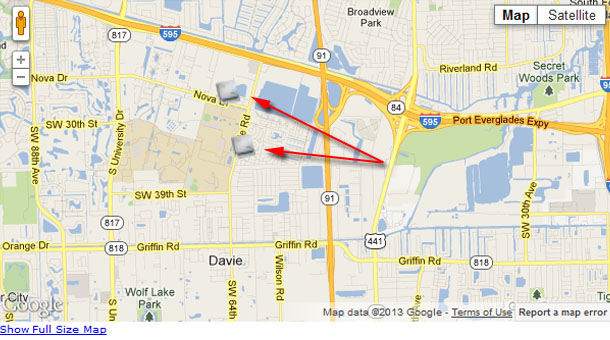 Broadview
Park
Map
Satellite
South F
817
595
91
Riverland Rd
Nova Dr
Secret
Woods Park
Nova
84
595
Port Everglades Expy
SW 30th St
e Rd
S University Dr
SW 88th Ave
SW 39th St
91
SW 30th Ave
817
441
Orange Dr
818
Griffin Rd
Griffin Rd
818
Griffin Rd
Davie
Wilson Rd
SW 64th
S Un
Wolf Lake
Park
er City
Google
Tig
Map data ©2013 Google - Terms of Use
Report a map error
Show Full Size Map